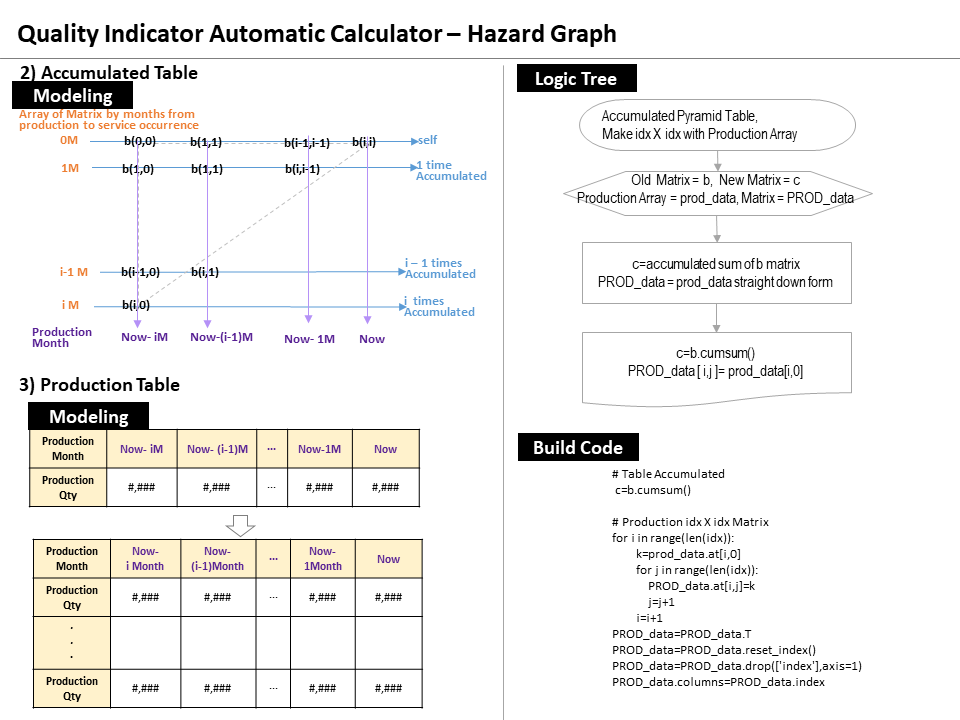 Quality Indicator Automatic Calculator – Hazard Graph
2) Accumulated Table
Modeling
Array of Matrix by months from
production to service occurrence
0M b(0,0) b(1,1) b(i-1,i-1) b(i,i) self
1M b(1,0) b(1,1) b(i,i-1) 1 time
Accumulated
i-1 M b(i-1,0) b(i,1) i – 1 times
Accumulated
i M b(i,0) i times
Accumulated
Production
Month
Now- iM Now-(i-1)M Now- 1M Now
3) Production Table
Modeling
Production
Month
Now- iM Now- (i-1)M ... Now-1M Now
Production
Qty
#,### #,### ... #,### #,###
Production
Month
Now-
i Month
Now-
(i-1)Month
...
Now-
1Month
Now
Production
Qty
#,### #,### ... #,### #,###
.
.
.
Production
Qty
#,### #,### ... #,### #,###
Logic Tree
Accumulated Pyramid Table,
Make idx X idx with Production Array
Old Matrix = b, New Matrix = c
Production Array = prod_data, Matrix = PROD_data
c=accumulated sum of b matrix
PROD_data = prod_data straight down form
c=b.cumsum()
PROD_data [ i,j ]= prod_data[i,0]
Build Code
# Table Accumulated
c=b.cumsum()
# Production idx X idx Matrix
for i in range(len(idx)):
k=prod_data.at[i,0]
for j in range(len(idx)):
PROD_data.at[i,j]=k
j=j+1
i=i+1
PROD_data=PROD_data.T
PROD_data=PROD_data.reset_index()
PROD_data=PROD_data.drop(['index'],axis=1)
PROD_data.columns=PROD_data.index